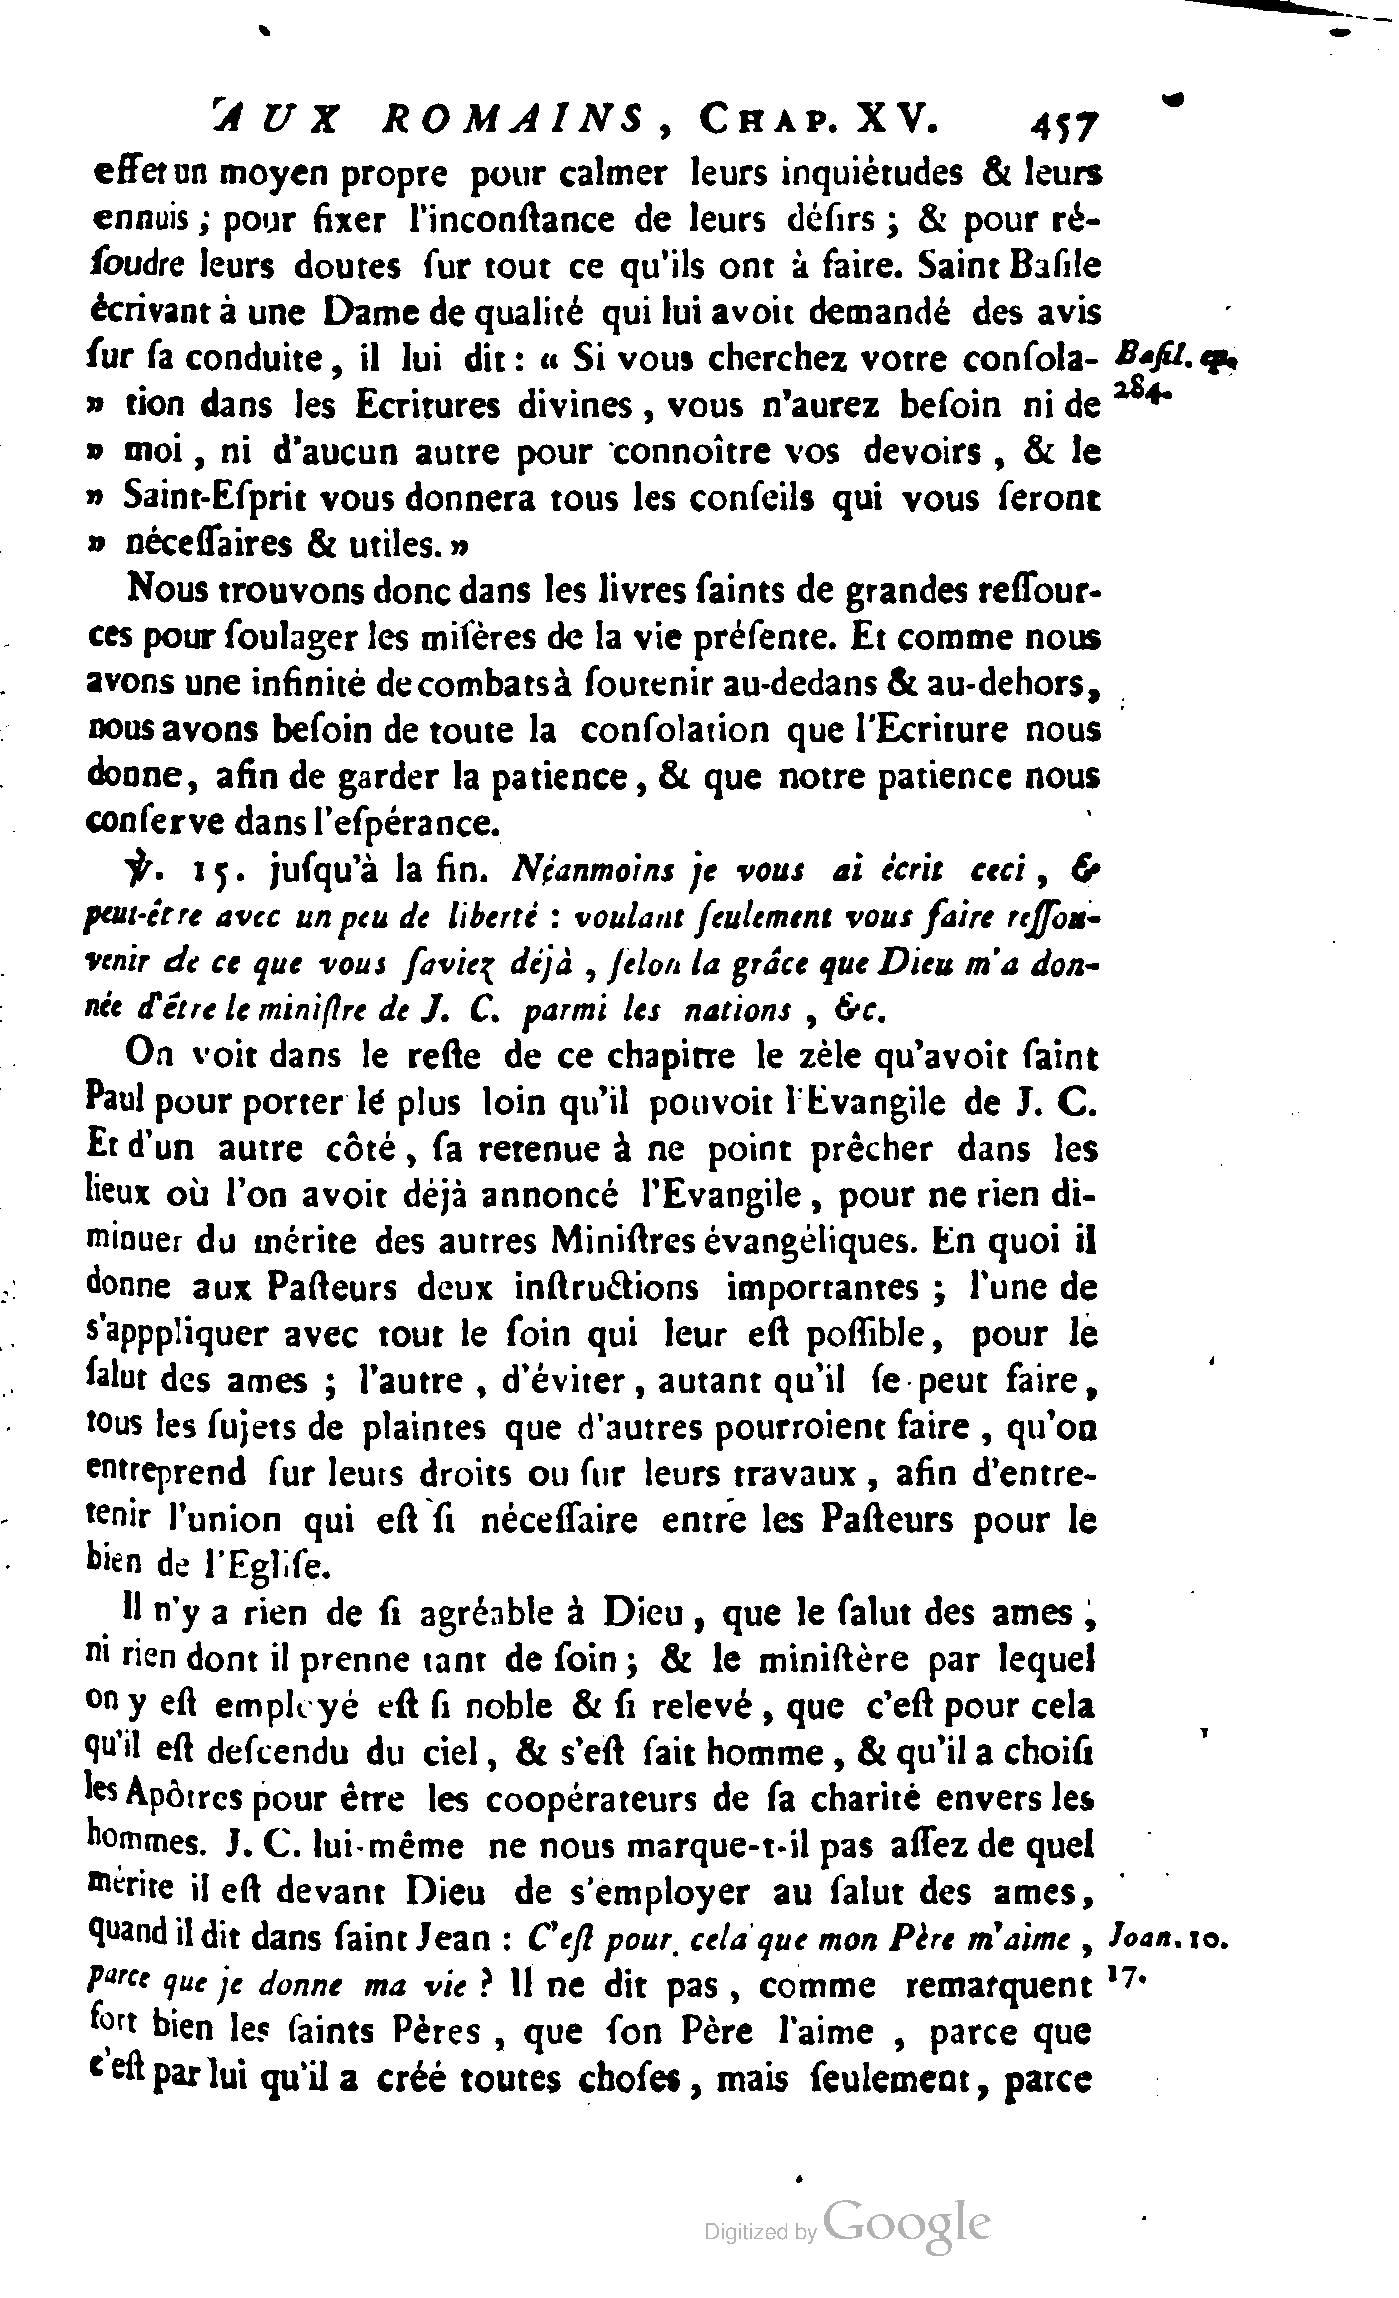 AUX ROMAINS, CHAP. XV. 457
effet un moyen propre pour calmer leurs inquiétudes & leurs
ennuis ; pour fixer l'inconſtance de leurs déſirs ; & pour ré-
ſoudre leurs doutes ſur tout ce qu'ils ont à faire. Saint Baſile
écrivant à une Dame de qualité qui lui avoit demandé des avis
ſur ſa conduite, il lui dit : « Si vous cherchez votre conſola-
Baſil. ep.
284.
» tion dans les Ecritures divines, vous n'aurez beſoin ni de
» moi, ni d'aucun autre pour connoître vos devoirs, & le
» Saint-Eſprit vous donnera tous les conſeils qui vous ſeront
» néceſſaires & utiles. »
Nous trouvons donc dans les livres ſaints de grandes reſſour-
ces pour ſoulager les miſères de la vie préſente. Et comme nous
avons une infinité de combats à ſoutenir au-dedans & au-dehors,
nous avons beſoin de toute la conſolation que l'Ecriture nous
donne, afin de garder la patience, & que notre patience nous
conſerve dans l'eſpérance.
℣. 15. juſqu'à la fin. Néanmoins je vous ai écrit ceci, &
peut-être avec un peu de liberté : voulant ſeulement vous faire reſſou-
venir de ce que vous ſaviez déjà, ſelon la grâce que Dieu m'a don-
née d'être le miniſtre de J. C. parmi les nations, &c.
On voit dans le reſte de ce chapitre le zèle qu'avoit ſaint
Paul pour porter le plus loin qu'il pouvoit l'Evangile de J. C.
Et d'un autre côté, ſa retenue à ne point prêcher dans les
lieux où l'on avoit déjà annoncé l'Evangile, pour ne rien di-
minuer du mérite des autres Miniſtres évangéliques. En quoi il
donne aux Paſteurs deux inſtructions importantes ; l'une de
s'apppliquer avec tout le ſoin qui leur eſt poſſible, pour le
ſalut des ames ; l'autre, d'éviter, autant qu'il ſe peut faire,
tous les ſujets de plaintes que d'autres pourroient faire, qu'on
entreprend ſur leurs droits ou ſur leurs travaux, afin d'entre-
tenir l'union qui eſt ſi néceſſaire entre les Paſteurs pour le
bien de l'Egliſe.
Il n'y a rien de ſi agréable à Dieu, que le ſalut des ames ;
ni rien dont il prenne tant de ſoin ; & le miniſtère par lequel
on y eſt employé eſt ſi noble & ſi relevé, que c'eſt pour cela
qu'il eſt deſcendu du ciel, & s'eſt fait homme, & qu'il a choiſi
les Apôtres pour être les coopérateurs de ſa charité envers les
hommes. J. C. lui-même ne nous marque-t-il pas aſſez de quel
mérite il eſt devant Dieu de s'employer au ſalut des ames,
quand il dit dans ſaint Jean : C'eſt pour cela que mon Père m'aime,
Joan. 10.
17.
parce que je donne ma vie ? Il ne dit pas, comme remarquent
fort bien les ſaints Pères, que ſon Père l'aime, parce que
c'eſt par lui qu'il a créé toutes choſes, mais ſeulement, parce
Digitized by Google